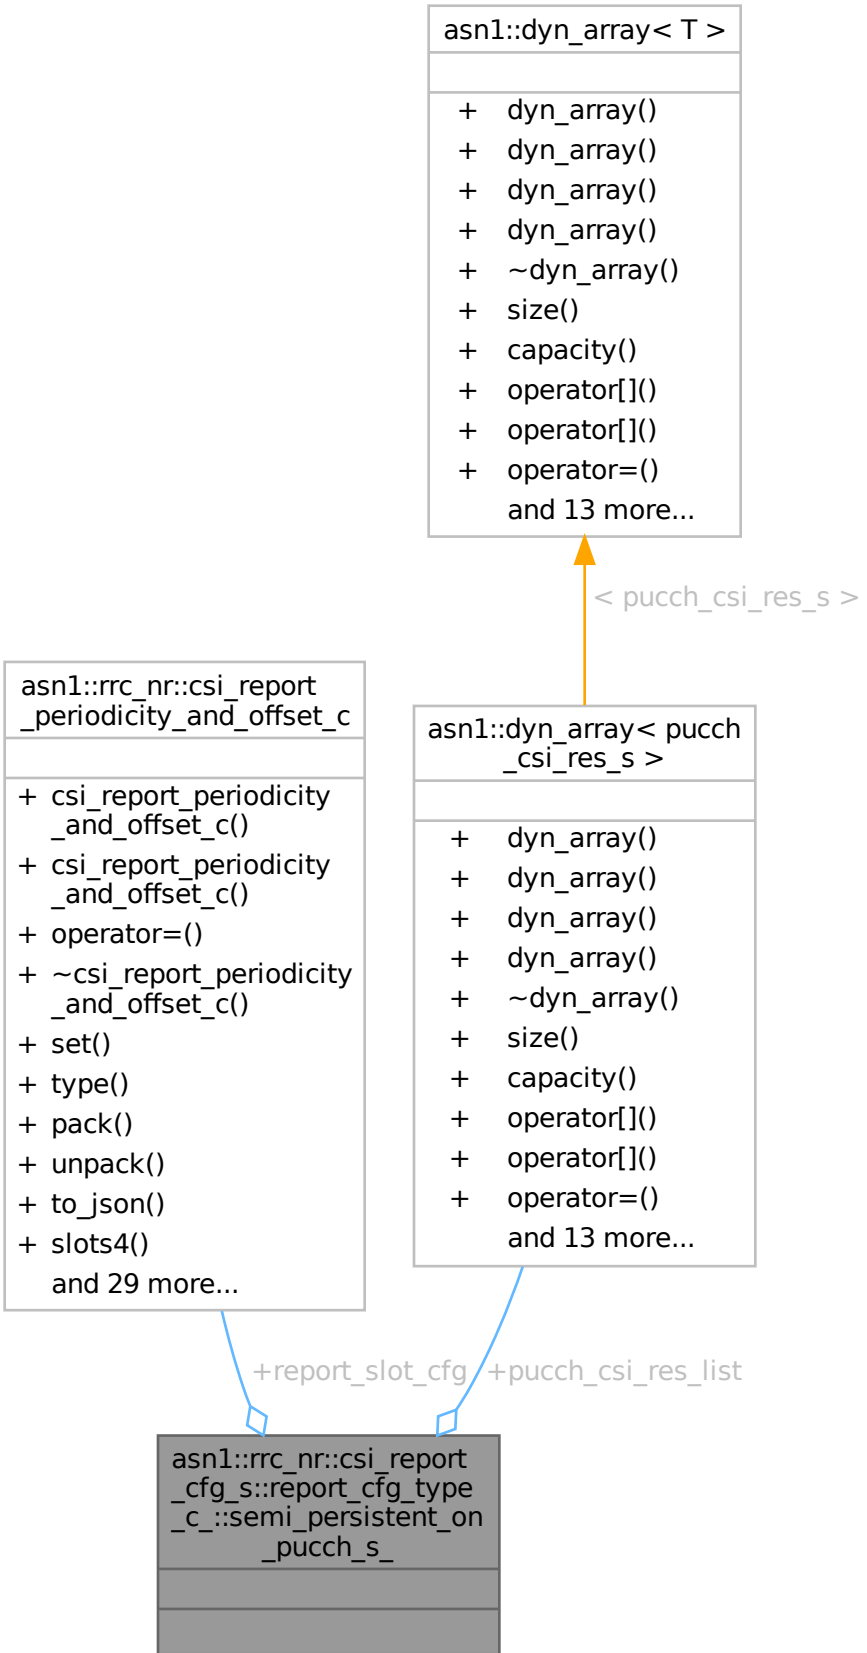 asn1::dyn_array< T >
+ dyn_array()
+ dyn_array()
+ dyn_array()
+ dyn_array()
+ ~dyn_array()
+ size()
+ capacity()
+ operator[]()
+ operator[]()
+ operator=()
and 13 more...
< pucch_csi_res_s >
asn1::rrc_nr::csi_report
_periodicity_and_offset_c
+ csi_report_periodicity
_and_offset_c()
+ csi_report_periodicity
_and_offset_c()
+ operator=()
+ ~csi_report_periodicity
_and_offset_c()
+ set()
+ type()
+ pack()
+ unpack()
+ to_json()
+ slots4()
and 29 more...
asn1::dyn_array< pucch
_csi_res_s >
+ dyn_array()
+ dyn_array()
+ dyn_array()
+ dyn_array()
+ ~dyn_array()
+ size()
+ capacity()
+ operator[]()
+ operator[]()
+ operator=()
and 13 more...
+report_slot_cfg
+pucch_csi_res_list
asn1::rrc_nr::csi_report
_cfg_s::report_cfg_type
_c_::semi_persistent_on
_pucch_s_